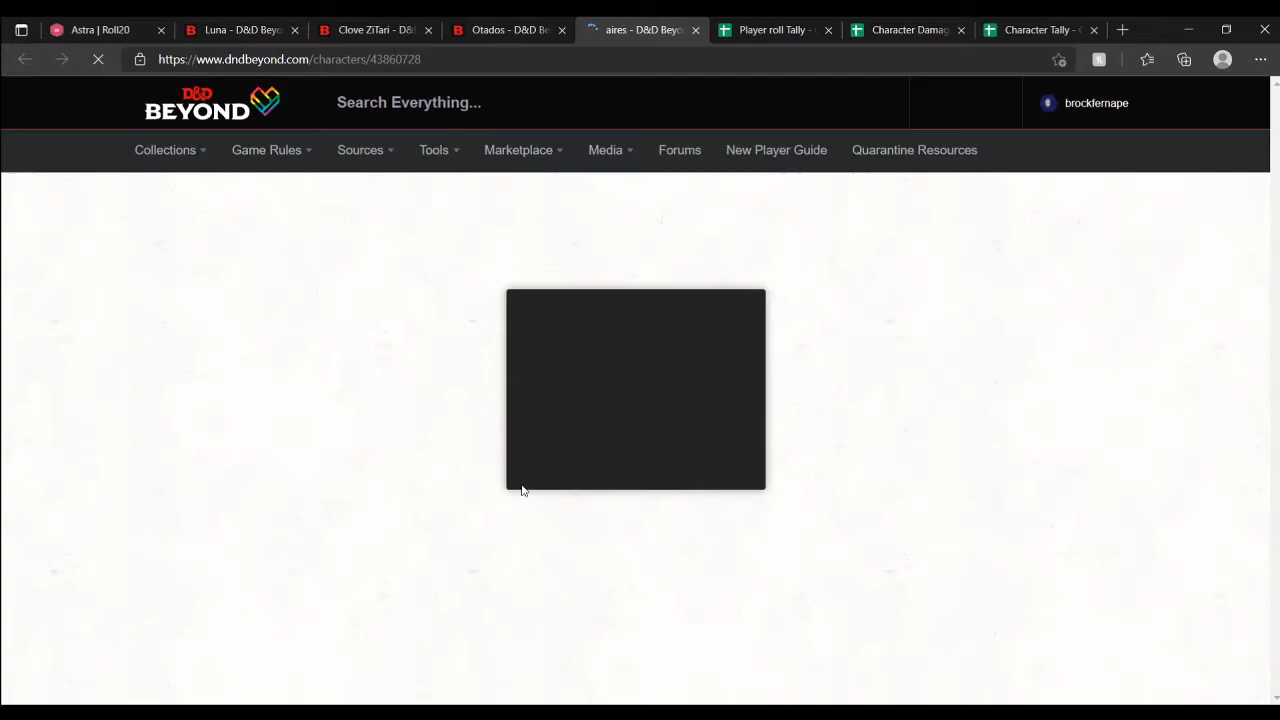 Astra | Roll20
Luna - D&D Beyo
Clove ZiTari - D&
Otados - D&D Be
aires - D&D Beyo
Player roll Tally -
Character Damag
Character Tally -
https://www.dndbeyond.com/characters/43860728
D&D
BEYOND
Search Everything...
brockfernape
Collections
Game Rules
Sources
Tools
Marketplace
Media
Forums
New Player Guide
Quarantine Resources